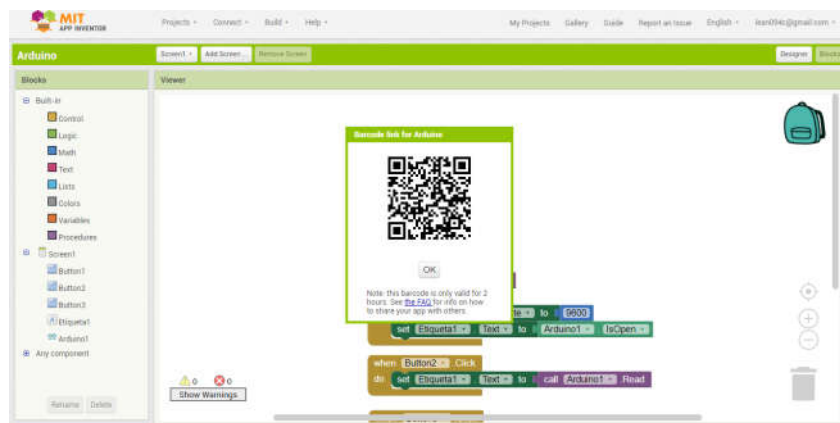 MIT
APP INVENTOR
Projects
Connect
Build
Help
My Projects
Gallery
Guide
Report an Issue
English
Arduino
Screen1
Add Screen ...
Remove Screen
Designer
Blocks
Blocks
Viewer
Built-in
Control
Logic
Math
Text
Lists
Colors
Variables
Procedures
Screen1
Button1
Button2
Button3
Etiqueta1
Arduino1
Any component
Rename
Delete
Barcode link for Arduino
OK
Note: this barcode is only valid for 2
hours. See the FAQ for info on how
to share your app with others.
to 9600
set Etiqueta1 . Text to Arduino1 . IsOpen
when Button2 .Click
do set Etiqueta1 . Text to call Arduino1 .Read
0 0
Show Warnings